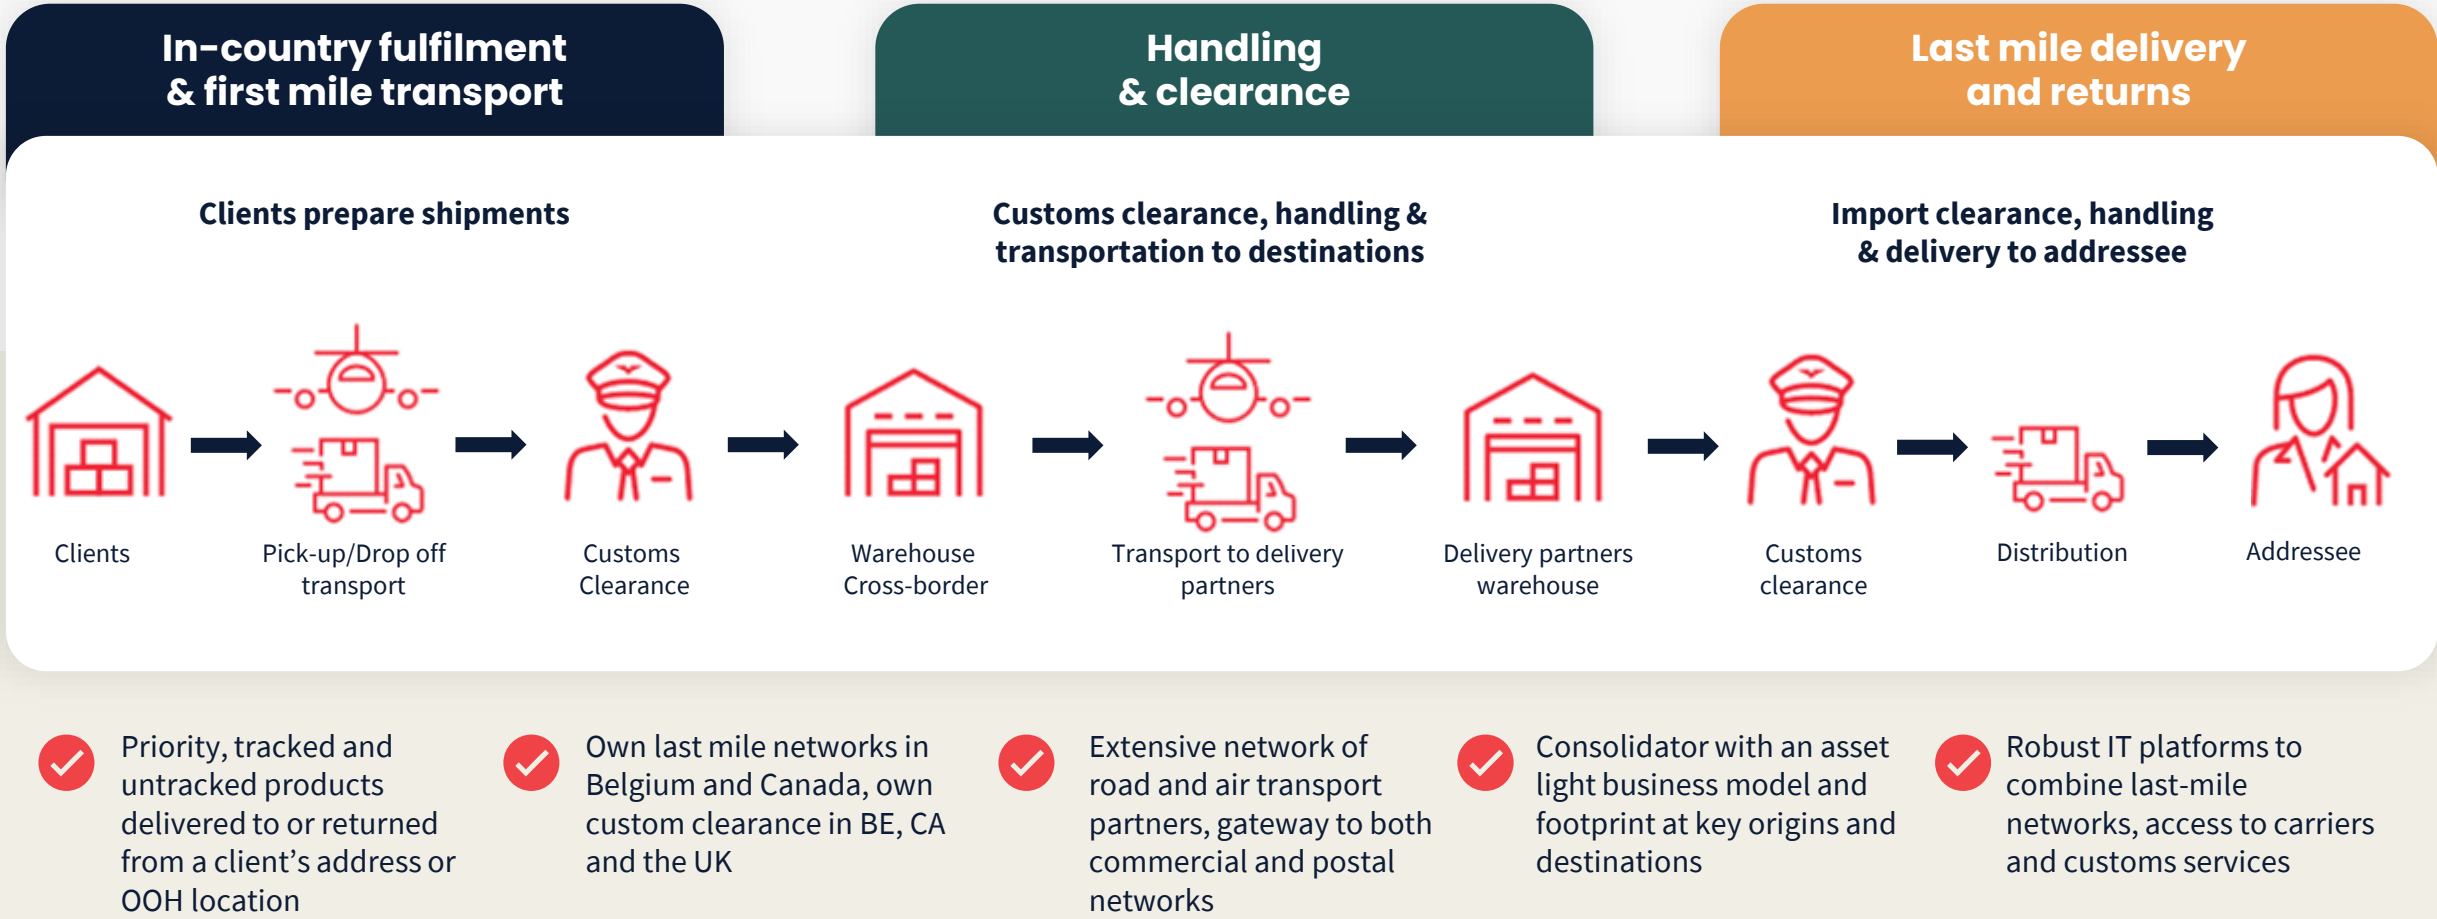 In-country fulfilment
& first mile transport
Handling
& clearance
Last mile delivery
and returns
Clients prepare shipments
Customs clearance, handling &
transportation to destinations
Import clearance, handling
& delivery to addressee
Clients
Pick-up/Drop off
transport
Customs
Clearance
Warehouse
Cross-border
Transport to delivery
partners
Delivery partners
warehouse
Customs
clearance
Distribution
Addressee
Priority, tracked and
untracked products
delivered to or returned
from a client’s address or
OOH location
Own last mile networks in
Belgium and Canada, own
custom clearance in BE, CA
and the UK
Extensive network of
road and air transport
partners, gateway to both
commercial and postal
networks
Consolidator with an asset
light business model and
footprint at key origins and
destinations
Robust IT platforms to
combine last-mile
networks, access to carriers
and customs services